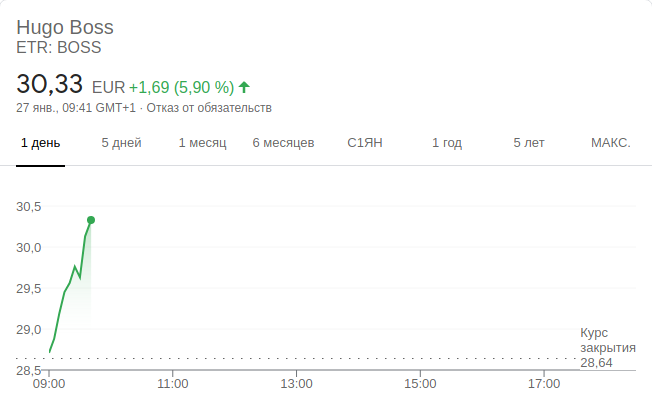 Hugo Boss
ETR: BOSS
30,33 EUR +1,69 (5,90 %)
27 янв., 09:41 GMT+1 · Отказ от обязательств
1 день 5 дней 1 месяц 6 месяцев С1ЯН 1 год 5 лет МАКС.
30,5
30,0
29,5
29,0
28,5
Курс
закрытия
28,64
09:00 11:00 13:00 15:00 17:00